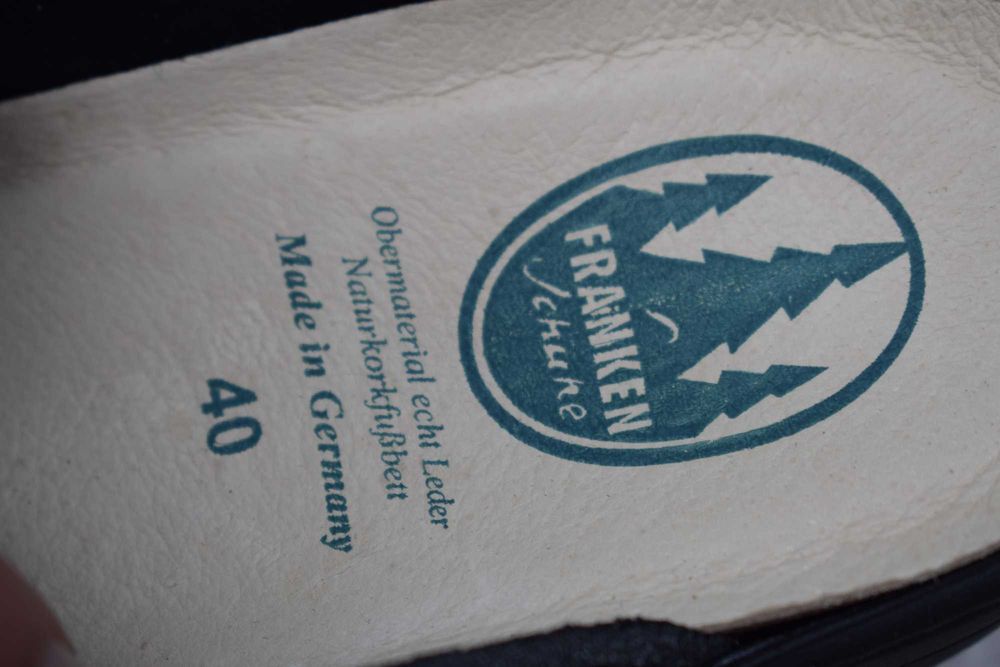 FRANKEN
Schuhe
Obermaterial echt Leder
Naturkorkfußbett
Made in Germany
40